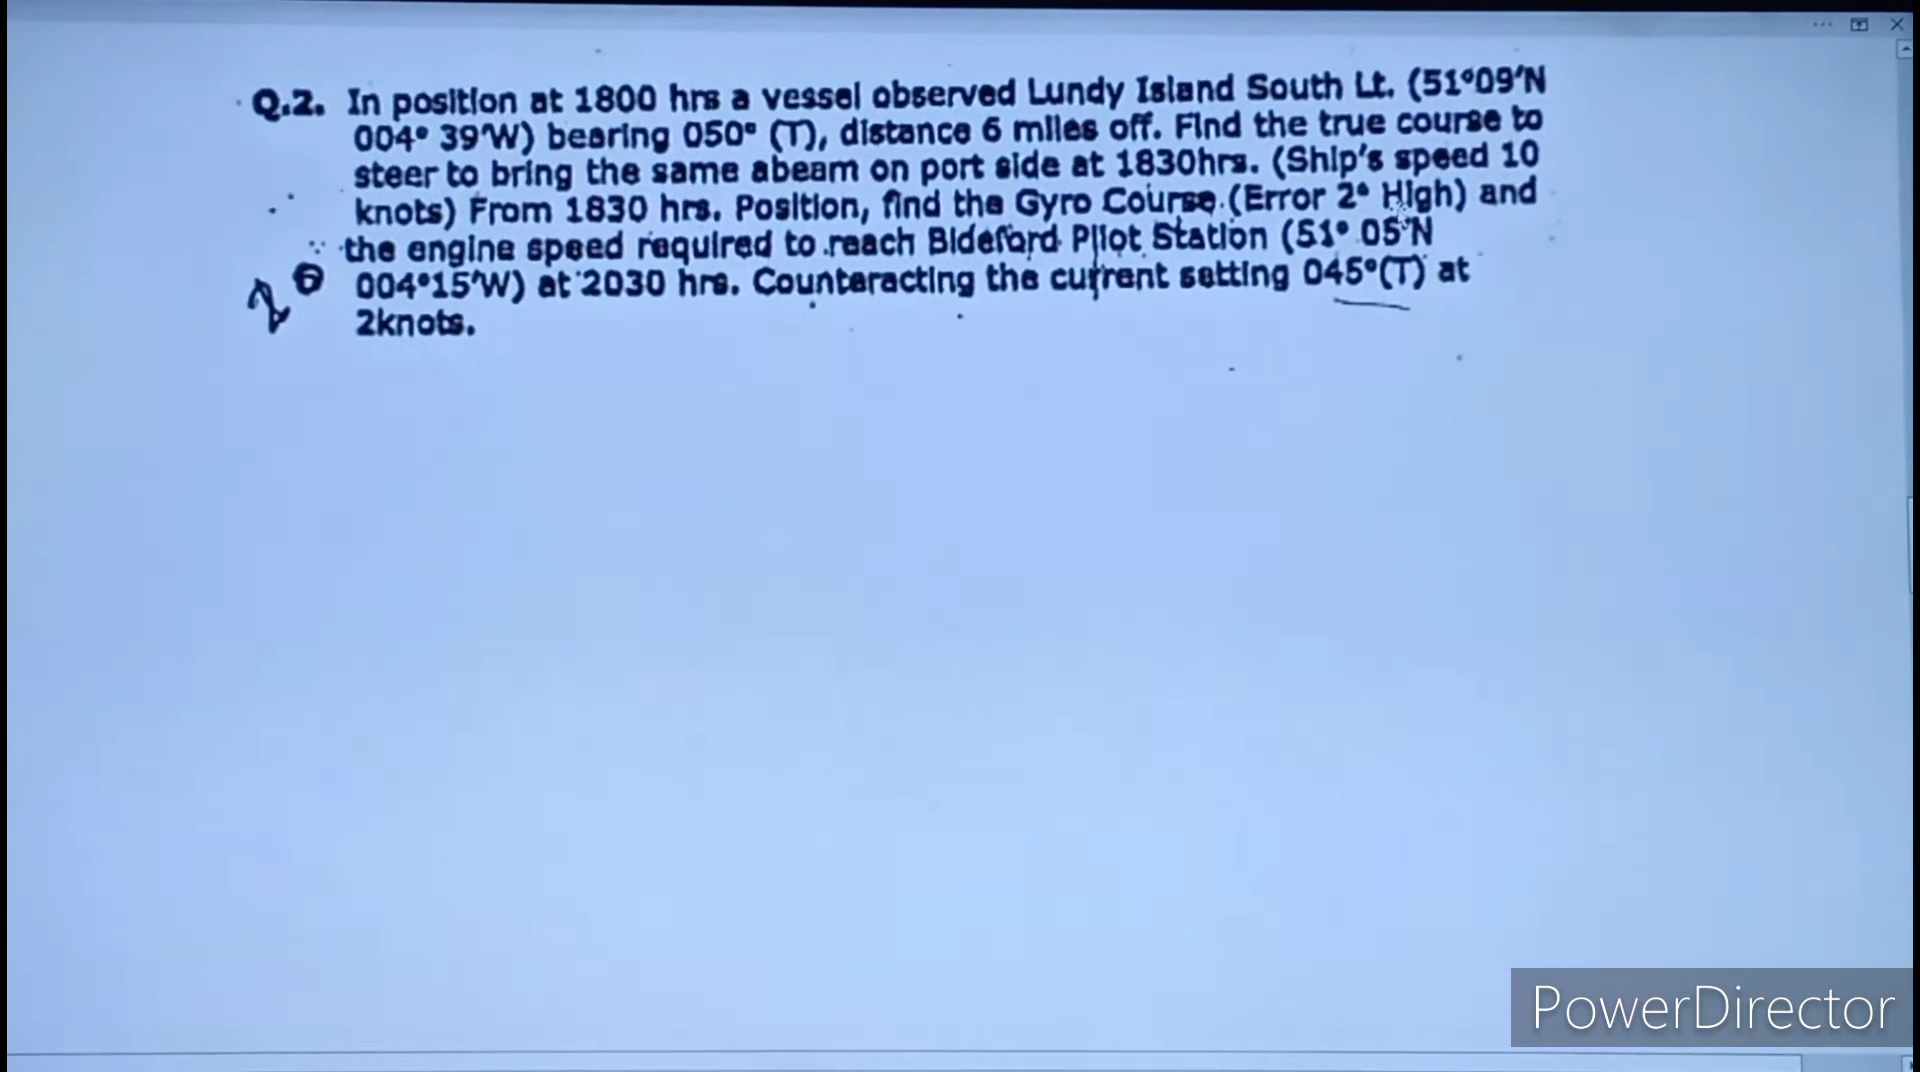 Q.2. In position at 1800 hrs a vessel observed Lundy Island South Lt. (51°09'N
004° 39'W) bearing 050° (T), distance 6 miles off. Find the true course to
steer to bring the same abeam on port side at 1830hrs. (Ship's speed 10
knots) From 1830 hrs. Position, find the Gyro Course (Error 2° High) and
the engine speed required to reach Bideford Pilot Station (51° 05'N
004°15'W) at 2030 hrs. Counteracting the current setting 045°(T) at
2knots.
PowerDirector